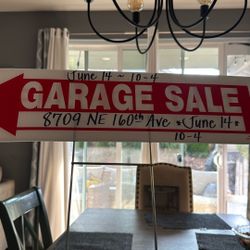 June 14 ~ 10-4
GARAGE SALE
8709 NE 160th Ave *June 14*
10-4